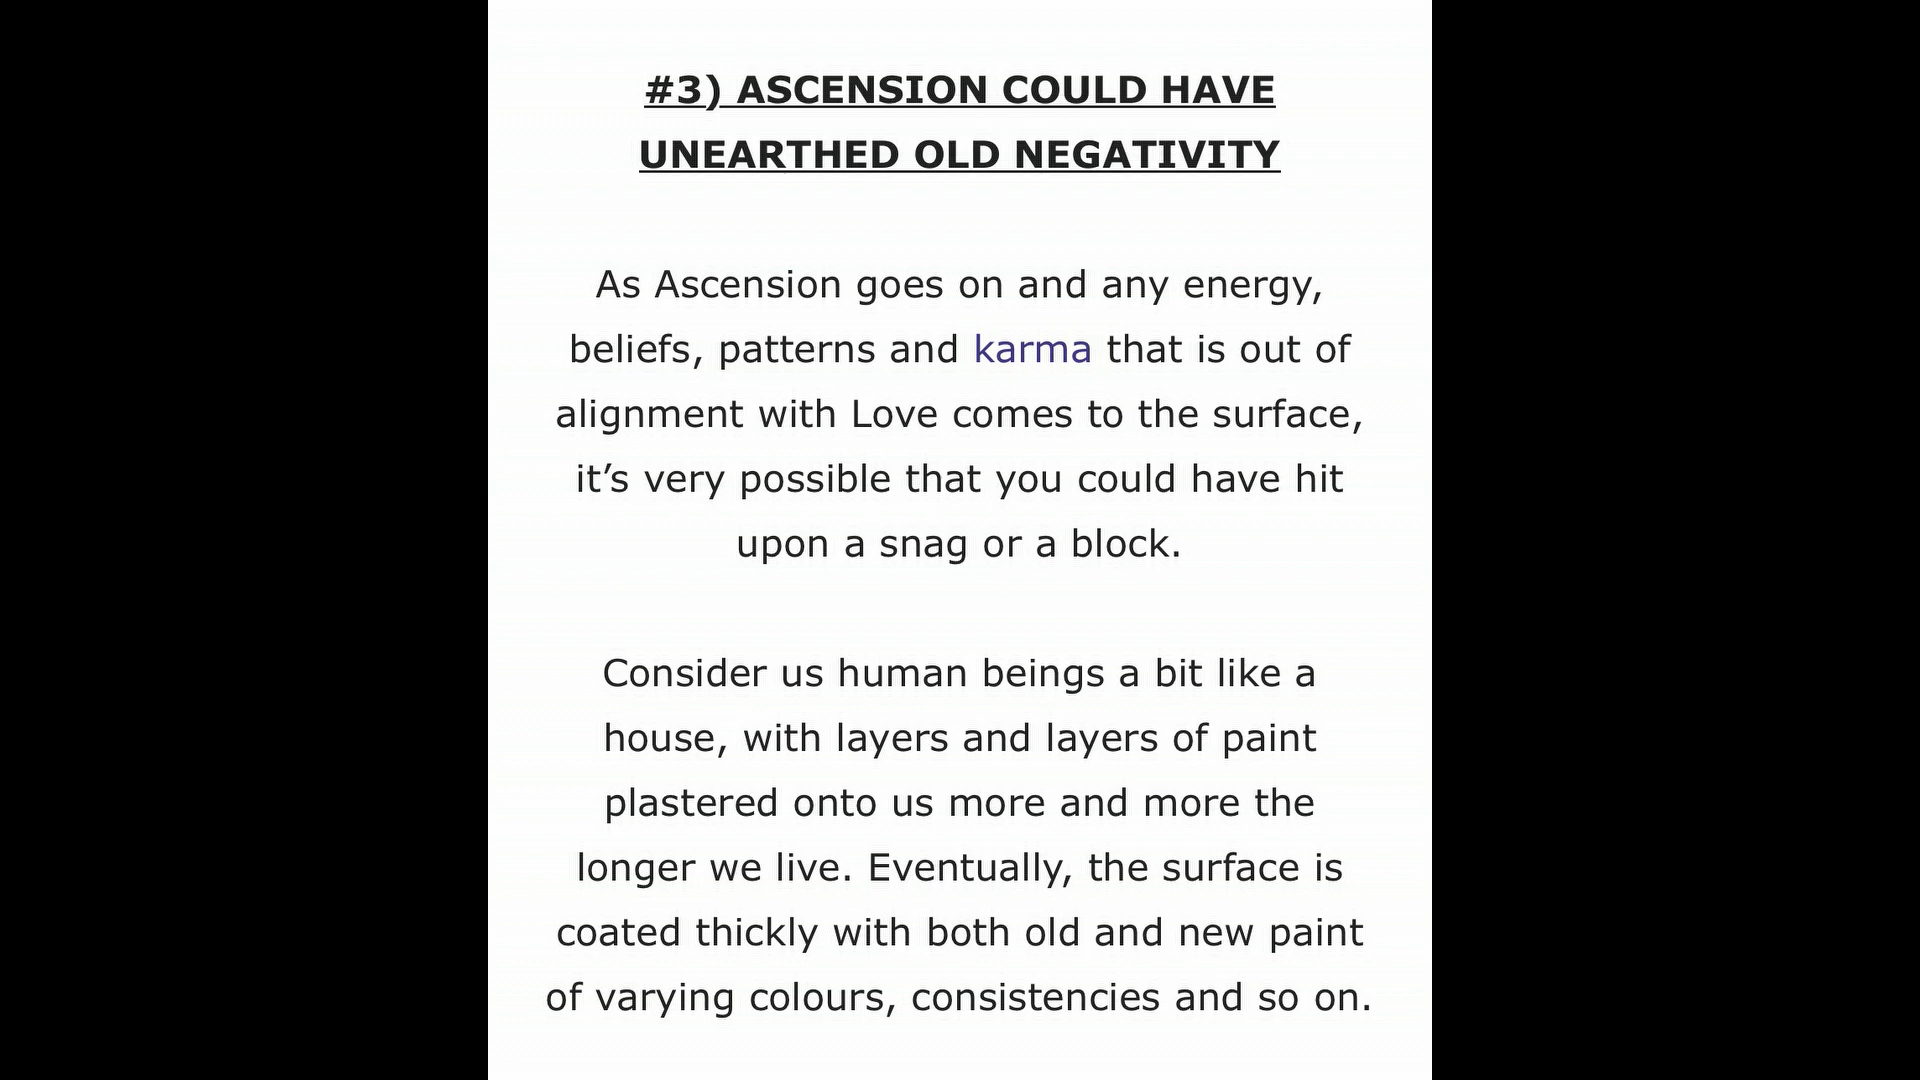 #3) ASCENSION COULD HAVE
UNEARTHED OLD NEGATIVITY
As Ascension goes on and any energy,
beliefs, patterns and karma that is out of
alignment with Love comes to the surface,
it’s very possible that you could have hit
upon a snag or a block.
Consider us human beings a bit like a
house, with layers and layers of paint
plastered onto us more and more the
longer we live. Eventually, the surface is
coated thickly with both old and new paint
of varying colours, consistencies and so on.